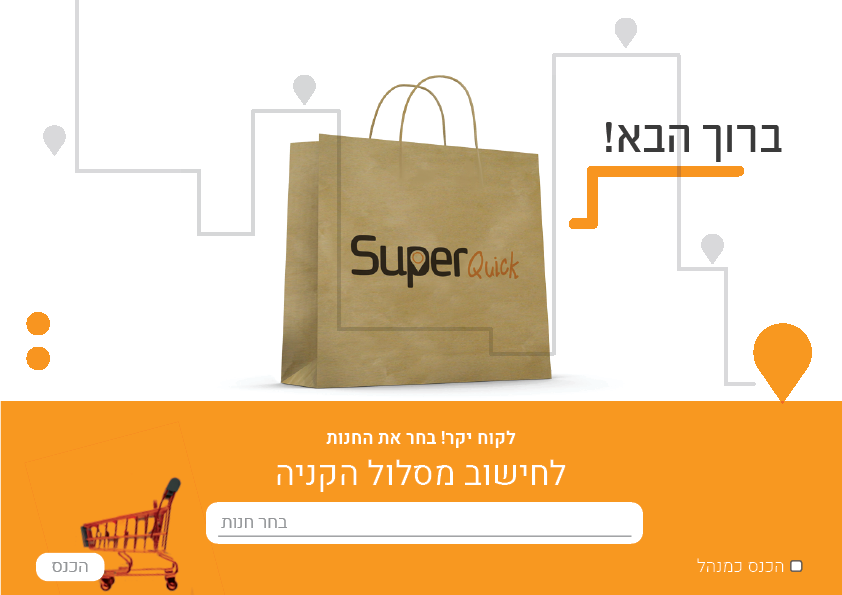 ברוך הבא!
Super Quick
לקוח יקר! בחר את החנות
לחישוב מסלול הקניה
בחר חנות
הכנס כמנהל
הכנס